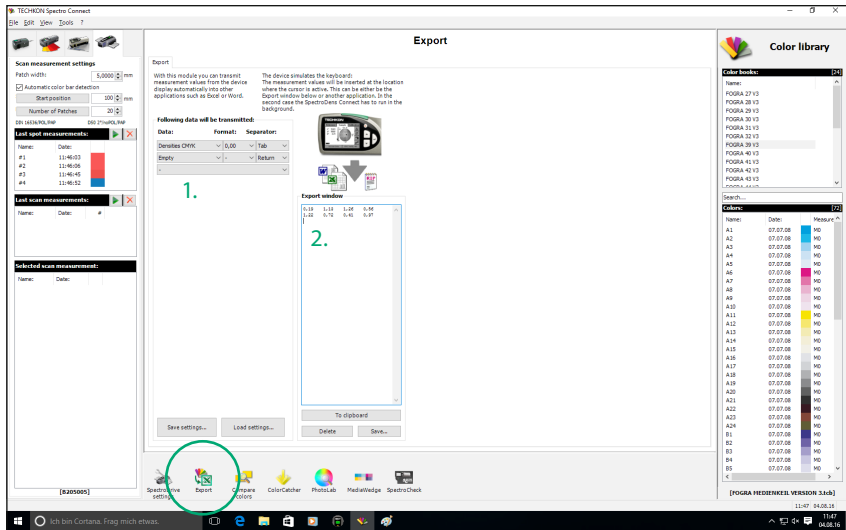 TECHKON Spectro Connect
File Edit View Tools ?
Scan measurement settings
Patch width: 5,0000 mm
Automatic color bar detection
Start position 100 mm
Number of Patches 20
DIN 16536/POL/PAP D50 2°/noPOL/PAP
Last spot measurements:
Name: Date:
#1 11:46:03
#2 11:46:06
#3 11:46:45
#4 11:46:52
Last scan measurements:
Name: Date: #
Selected scan measurement:
Name: Date:
[B205005]
Export
Export
With this module you can transmit
measurement values from the device
display automatically into other
applications such as Excel or Word.
The device simulates the keyboard:
The measurement values will be inserted at the location
where the cursor is active. This can be either be the
Export window below or another application. In the
second case the SpectroDens Connect has to run in the
background.
Following data will be transmitted:
Data: Format: Separator:
Densities CMYK 0,00 Tab
Empty - Return
-
1.
TECHKON
Export window
0.19 1.19 1.26 0.66
1.22 0.72 0.41 0.97
2.
To clipboard
Delete Save...
Save settings... Load settings...
SpectroDrive settings
Export
Compare colors
ColorCatcher
PhotoLab
MediaWedge
SpectroCheck
Color library
Color books: [24]
Name:
FOGRA 27 V3
FOGRA 28 V3
FOGRA 29 V3
FOGRA 30 V3
FOGRA 31 V3
FOGRA 32 V3
FOGRA 39 V3
FOGRA 40 V3
FOGRA 41 V3
FOGRA 42 V3
FOGRA 43 V3
Search...
Colors: [72]
Name: Date: Measure
A1 07.07.08 M0
A2 07.07.08 M0
A3 07.07.08 M0
A4 07.07.08 M0
A5 07.07.08 M0
A6 07.07.08 M0
A7 07.07.08 M0
A8 07.07.08 M0
A9 07.07.08 M0
A10 07.07.08 M0
A11 07.07.08 M0
A12 07.07.08 M0
A13 07.07.08 M0
A14 07.07.08 M0
A15 07.07.08 M0
A16 07.07.08 M0
A17 07.07.08 M0
A18 07.07.08 M0
A19 07.07.08 M0
A20 07.07.08 M0
A21 07.07.08 M0
A22 07.07.08 M0
A23 07.07.08 M0
A24 07.07.08 M0
B1 07.07.08 M0
B2 07.07.08 M0
B3 07.07.08 M0
B4 07.07.08 M0
B5 07.07.08 M0
[FOGRA MEDIENKEIL VERSION 3.tcb]
11:47 04.08.16
Ich bin Cortana. Frag mich etwas.
11:47
04.08.16